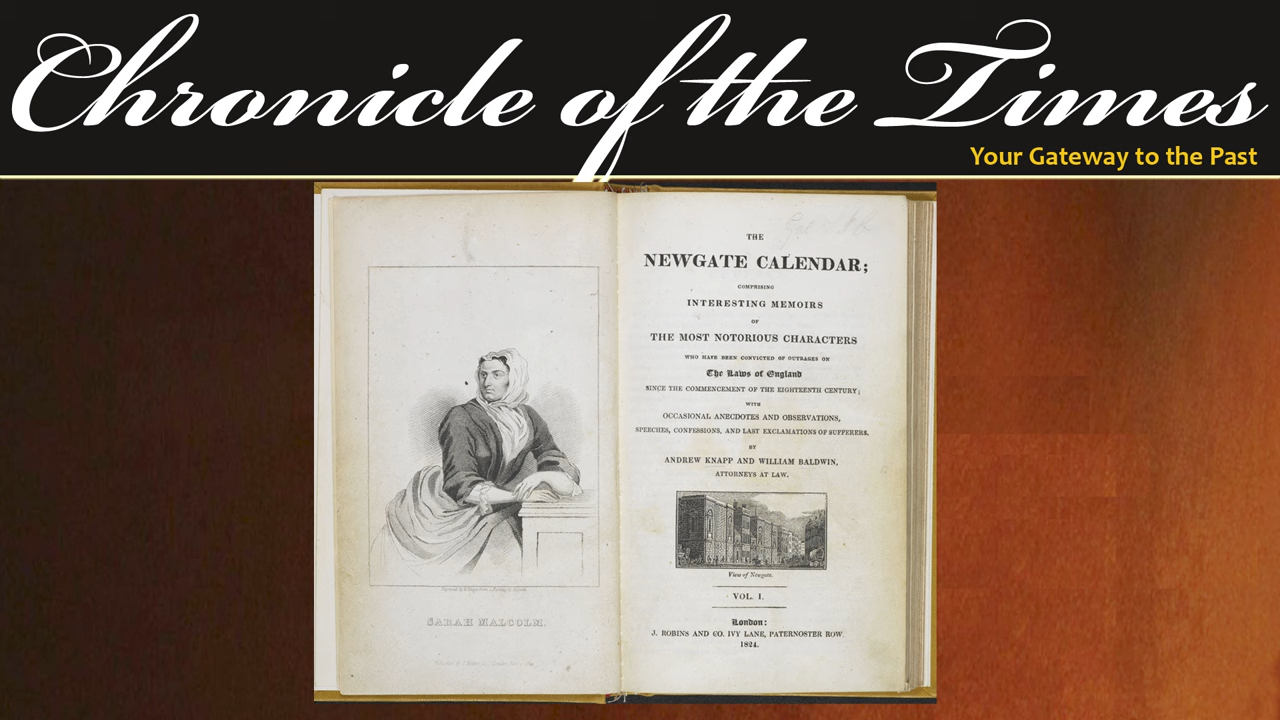 Chronicle of the Times
Your Gateway to the Past
SARAH MALCOLM.
THE
NEWGATE CALENDAR;
COMPRISING
INTERESTING MEMOIRS
OF
THE MOST NOTORIOUS CHARACTERS
WHO HAVE BEEN CONVICTED OF OUTRAGES ON
The Laws of England
SINCE THE COMMENCEMENT OF THE EIGHTEENTH CENTURY;
WITH
OCCASIONAL ANECDOTES AND OBSERVATIONS,
SPEECHES, CONFESSIONS, AND LAST EXCLAMATIONS OF SUFFERERS.
BY
ANDREW KNAPP AND WILLIAM BALDWIN,
ATTORNEYS AT LAW.
View of Newgate.
VOL. I.
London:
J. ROBINS AND CO. IVY LANE, PATERNOSTER ROW.
1824.